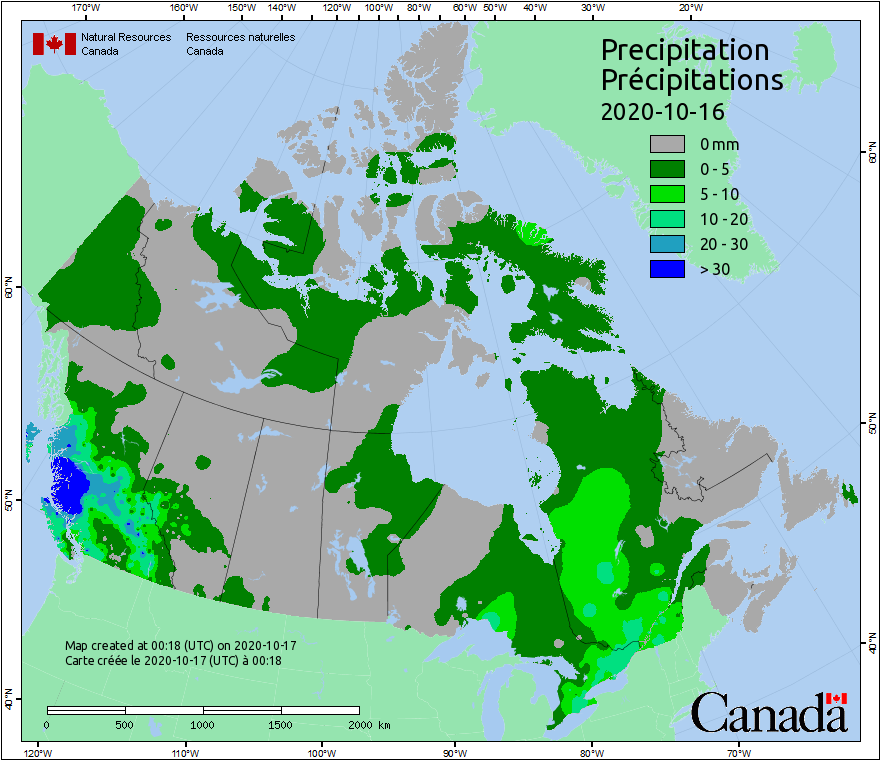 170°W 160°W 150°W 140°W 120°W 100°W 80°W 60°W 50°W 40°W 30°W 20°W
Natural Resources Ressources naturelles
Canada Canada
Precipitation
Précipitations
2020-10-16
0 mm
0 - 5
5 - 10
10 - 20
20 - 30
> 30
60°N 60°N
50°N 50°N
40°N 40°N
Map created at 00:18 (UTC) on 2020-10-17
Carte créée le 2020-10-17 (UTC) à 00:18
0 500 1000 1500 2000 km
Canada
120°W 110°W 100°W 90°W 80°W 70°W